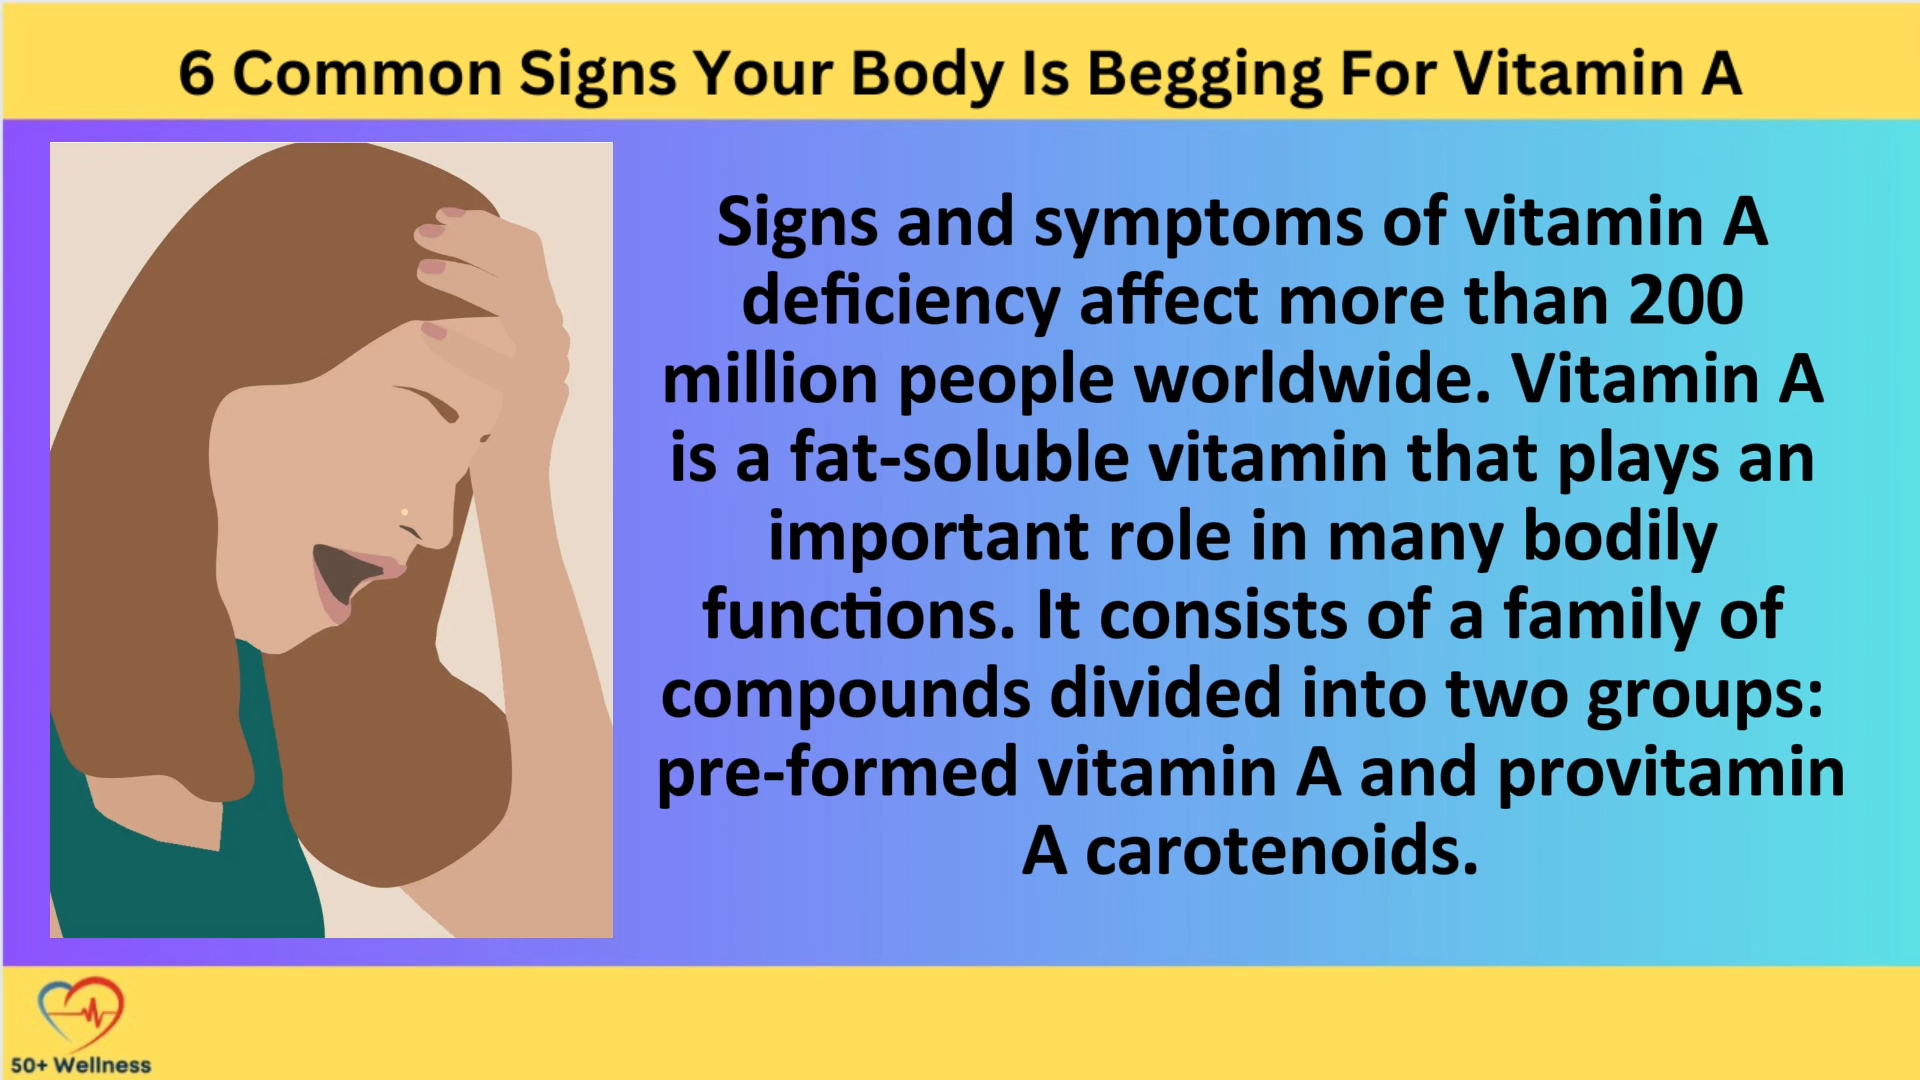 6 Common Signs Your Body Is Begging For Vitamin A
Signs and symptoms of vitamin A
deficiency affect more than 200
million people worldwide. Vitamin A
is a fat-soluble vitamin that plays an
important role in many bodily
functions. It consists of a family of
compounds divided into two groups:
pre-formed vitamin A and provitamin
A carotenoids.
50+ Wellness